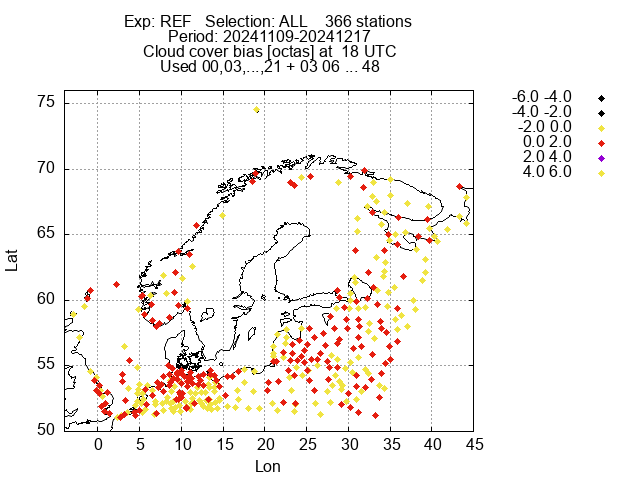 Exp: REF   Selection: ALL    366 stations
Period: 20241109-20241217
Cloud cover bias [octas] at  18 UTC
Used 00,03,...,21 + 03 06 ... 48
-6.0 -4.0
-4.0 -2.0
-2.0 0.0
0.0 2.0
2.0 4.0
4.0 6.0
75
70
65
60
55
50
Lat
0 5 10 15 20 25 30 35 40 45
Lon